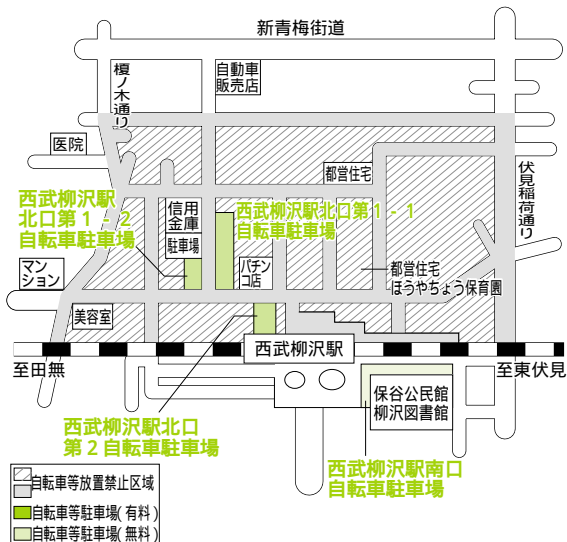 新青梅街道
榎ノ木通り
自動車
販売店
医院
都営住宅
伏見稲荷通り
西武柳沢駅
北口第1-2
自転車駐車場
信用
金庫
駐車場
西武柳沢駅北口第1-1
自転車駐車場
マン
ション
パチン
コ店
都営住宅
ほうやちょう保育園
美容室
西武柳沢駅
至田無
至東伏見
保谷公民館
柳沢図書館
西武柳沢駅北口
第2自転車駐車場
西武柳沢駅南口
自転車駐車場
自転車等放置禁止区域
自転車等駐車場(有料)
自転車等駐車場(無料)